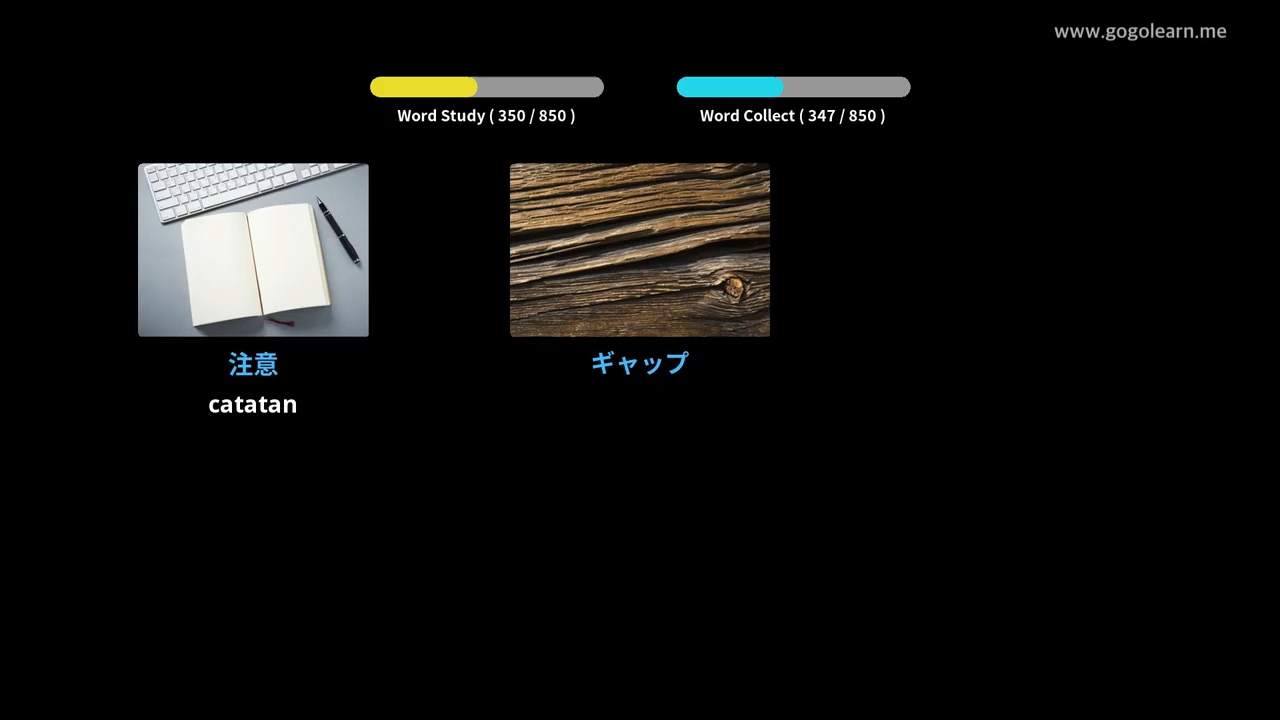 www.gogolearn.me
Word Study ( 350 / 850 )
Word Collect ( 347 / 850 )
注意
ギャップ
catatan